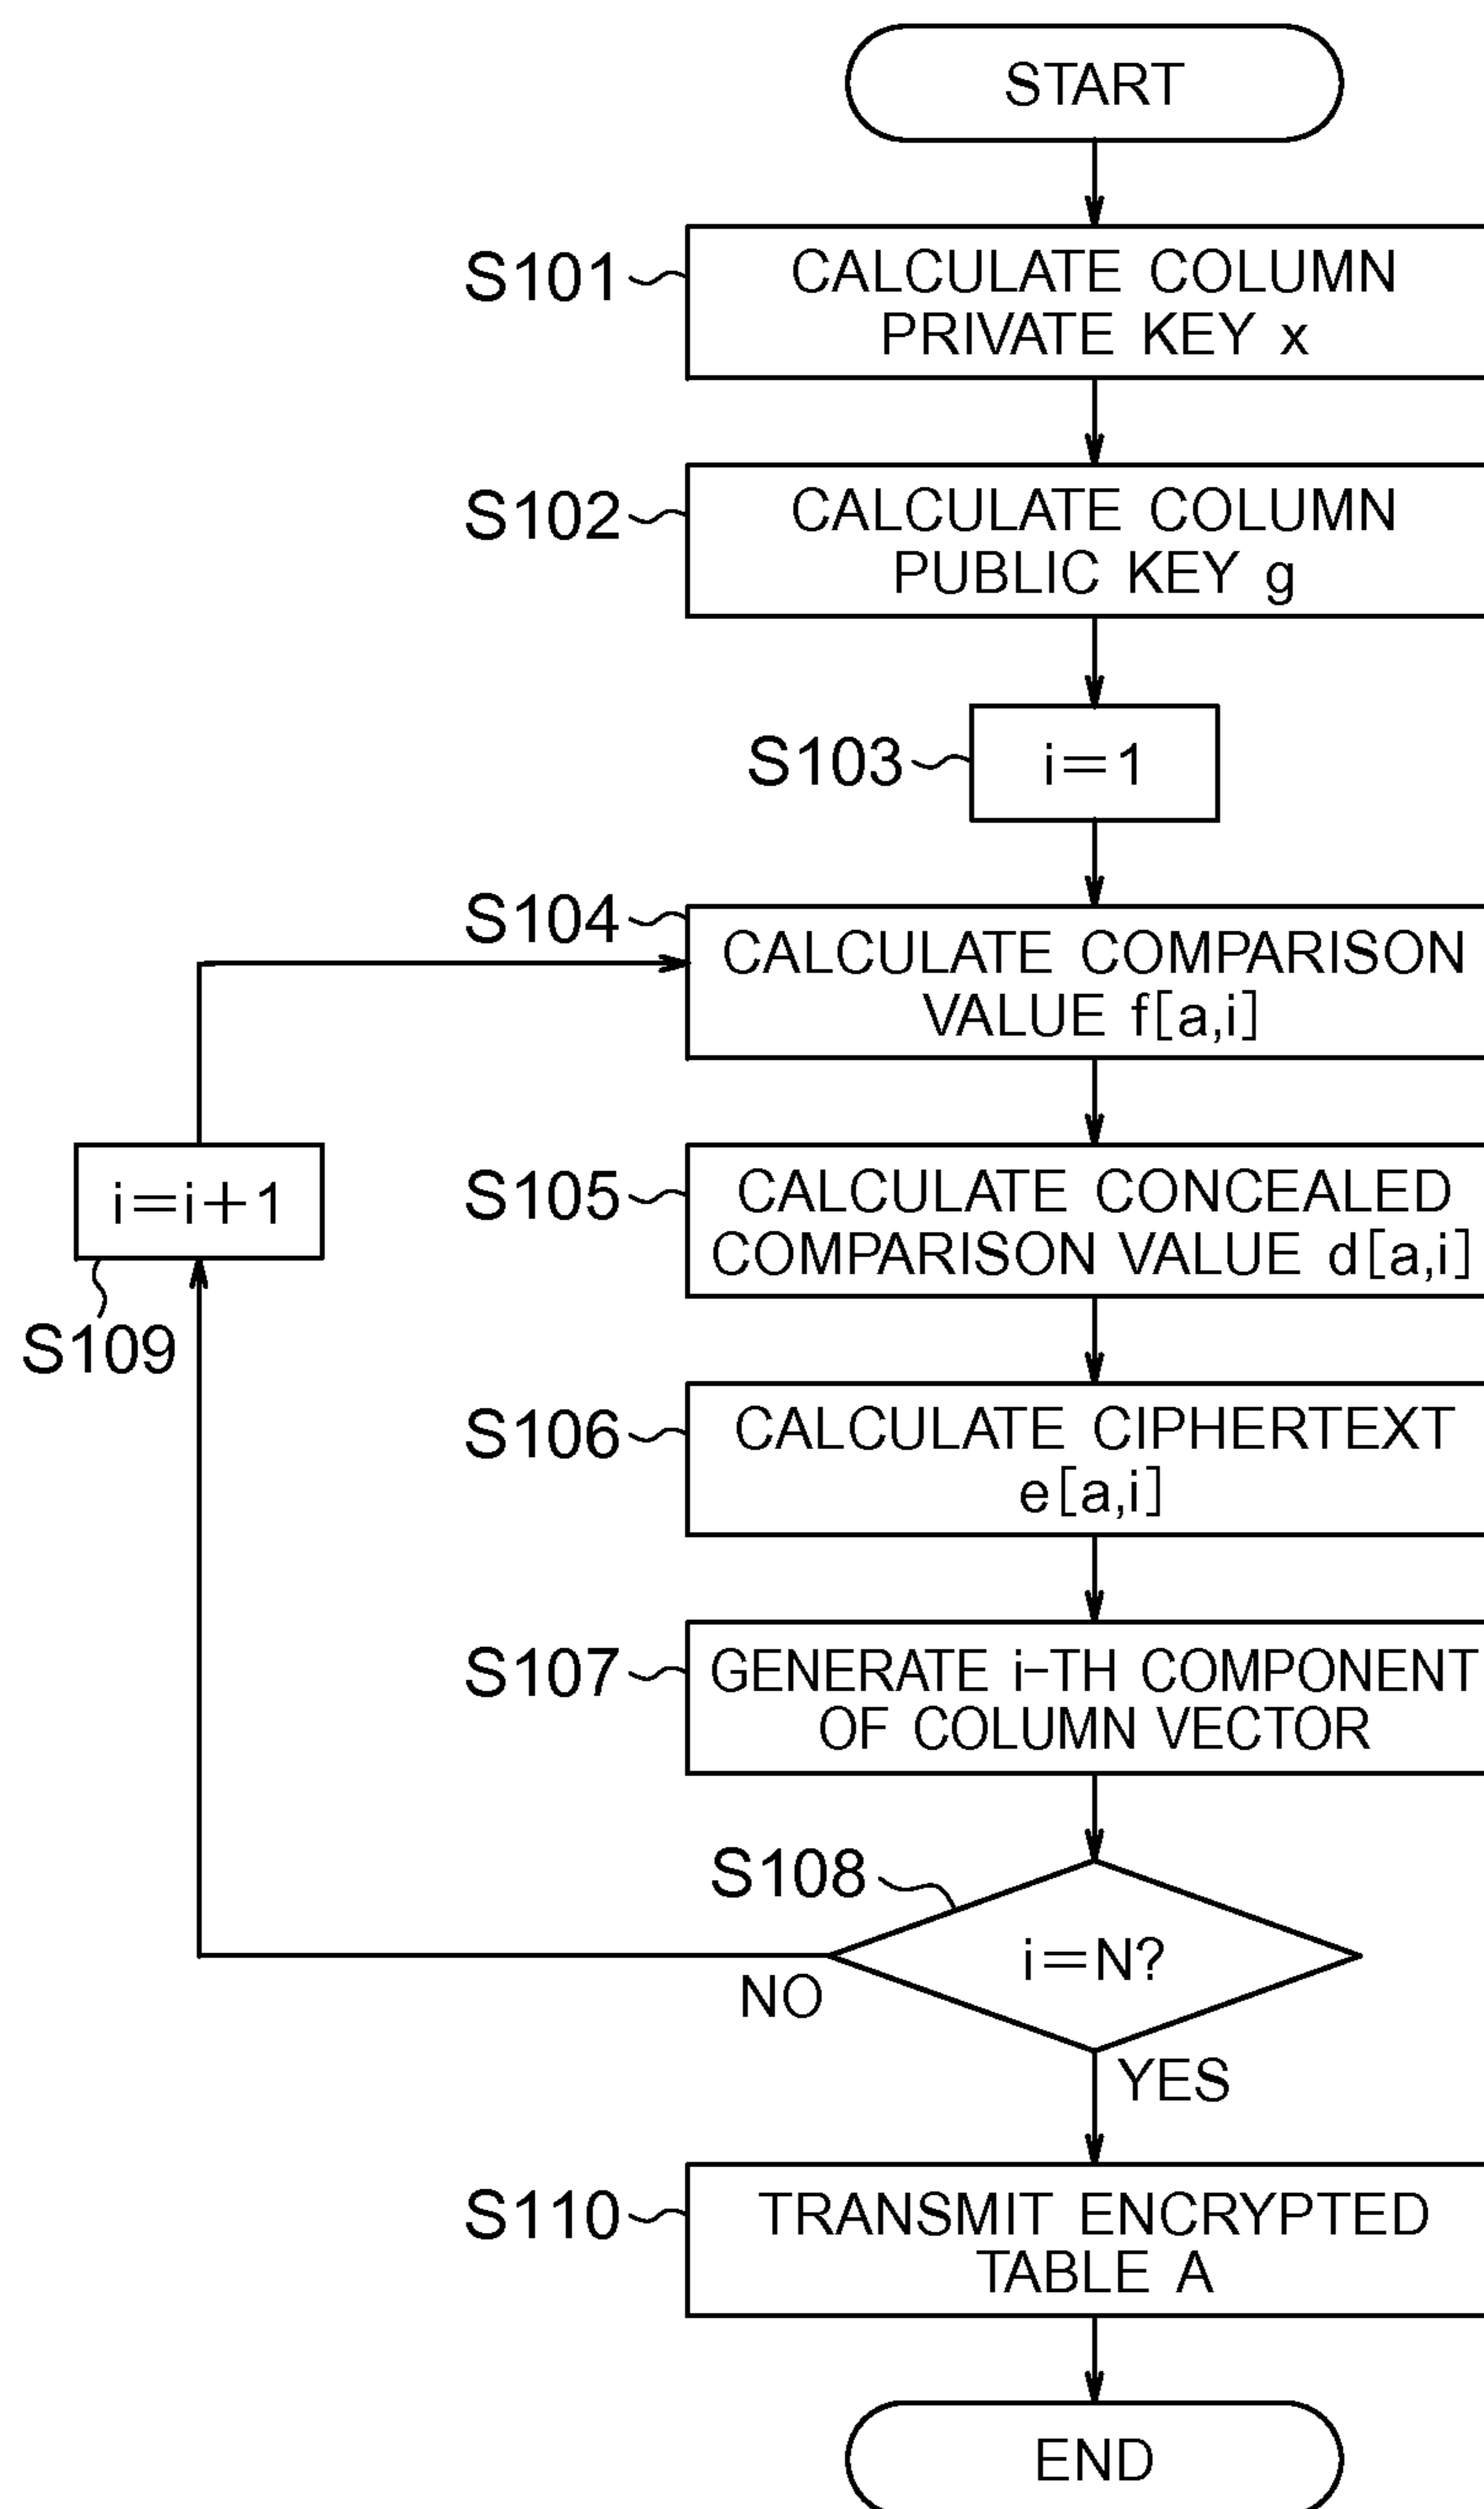 START
S101
CALCULATE COLUMN
PRIVATE KEY x
S102
CALCULATE COLUMN
PUBLIC KEY g
S103
i=1
S104
CALCULATE COMPARISON
VALUE f[a,i]
i=i+1
S109
S105
CALCULATE CONCEALED
COMPARISON VALUE d[a,i]
S106
CALCULATE CIPHERTEXT
e[a,i]
S107
GENERATE i-TH COMPONENT
OF COLUMN VECTOR
S108
i=N?
NO
YES
S110
TRANSMIT ENCRYPTED
TABLE A
END